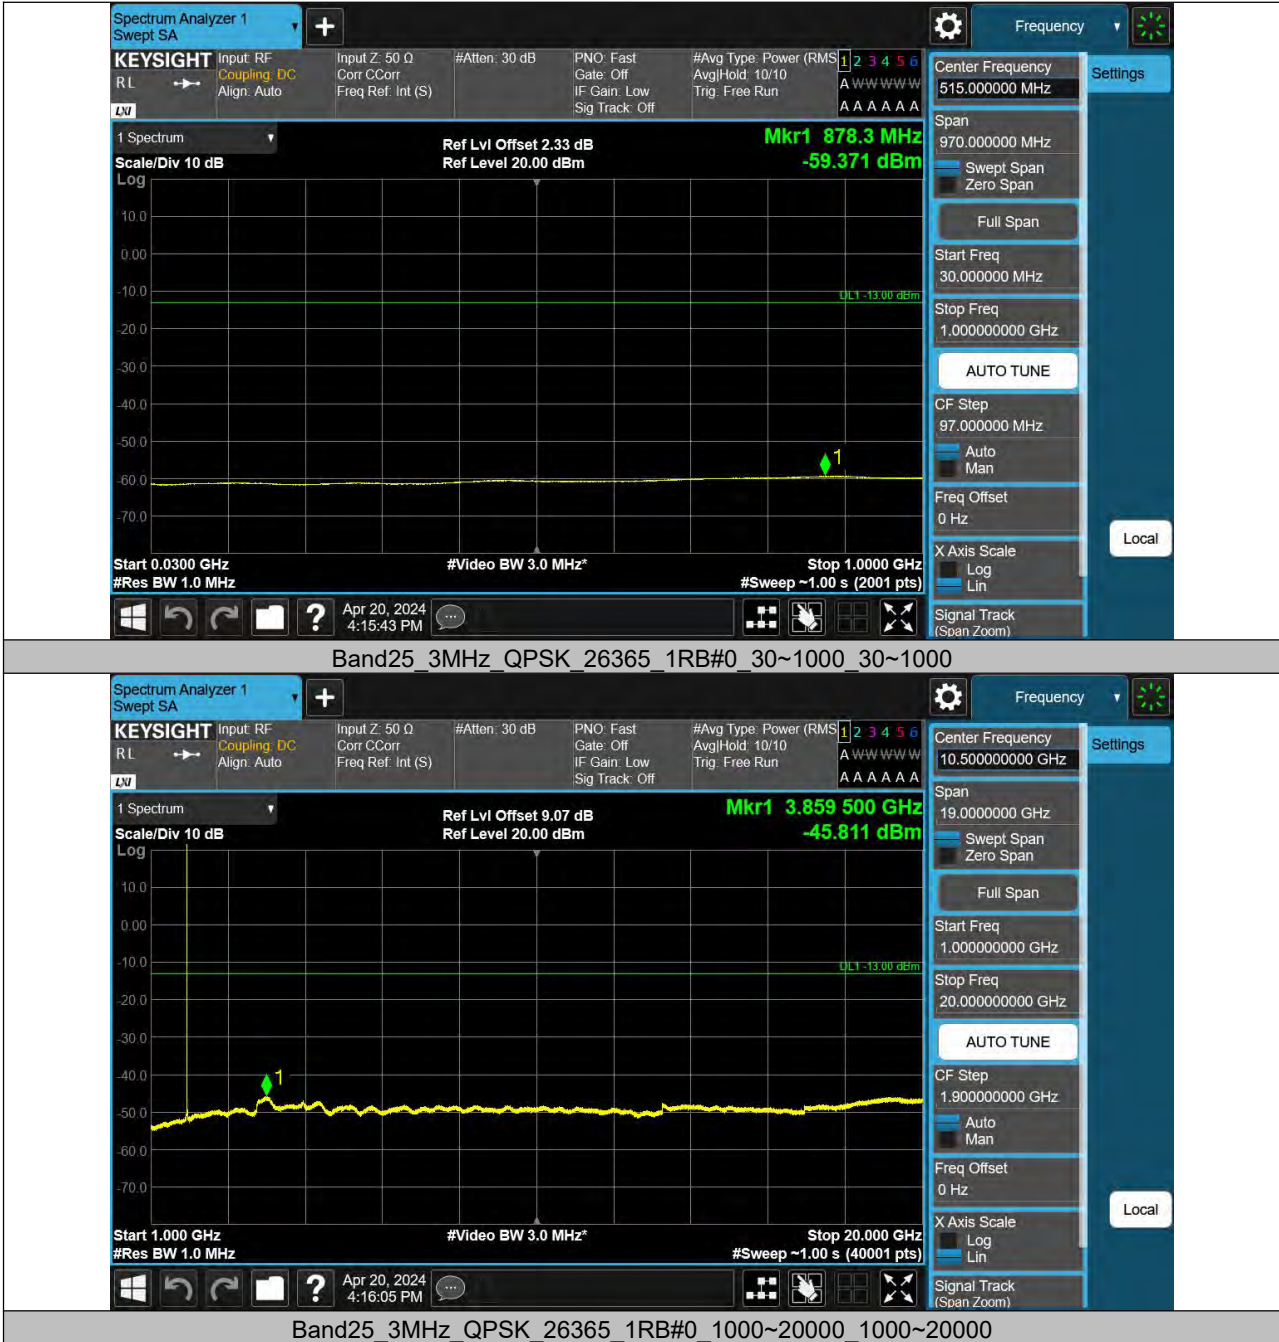 Spectrum Analyzer 1
Swept SA
+
Frequency
KEYSIGHT
RL
LXI
Input: RF
Coupling: DC
Align: Auto
Input Z: 50 Ω
Corr CCorr
Freq Ref: Int (S)
#Atten: 30 dB
PNO: Fast
Gate: Off
IF Gain: Low
Sig Track: Off
#Avg Type: Power (RMS
Avg|Hold: 10/10
Trig: Free Run
1 2 3 4 5 6
A W W W W W
A A A A A A
Center Frequency
515.000000 MHz
Settings
1 Spectrum
Scale/Div 10 dB
Log
Ref Lvl Offset 2.33 dB
Ref Level 20.00 dBm
Mkr1 878.3 MHz
-59.371 dBm
Span
970.000000 MHz
Swept Span
Zero Span
Full Span
Start Freq
30.000000 MHz
Stop Freq
1.000000000 GHz
AUTO TUNE
CF Step
97.000000 MHz
Auto
Man
Freq Offset
0 Hz
X Axis Scale
Log
Lin
Signal Track
(Span Zoom)
Local
10.0
0.00
-10.0
DL1 -13.00 dBm
-20.0
-30.0
-40.0
-50.0
1
-60.0
-70.0
Start 0.0300 GHz
#Res BW 1.0 MHz
#Video BW 3.0 MHz*
Stop 1.0000 GHz
#Sweep ~1.00 s (2001 pts)
?
Apr 20, 2024
4:15:43 PM
Band25_3MHz_QPSK_26365_1RB#0_30~1000_30~1000
Spectrum Analyzer 1
Swept SA
+
Frequency
KEYSIGHT
RL
LXI
Input: RF
Coupling: DC
Align: Auto
Input Z: 50 Ω
Corr CCorr
Freq Ref: Int (S)
#Atten: 30 dB
PNO: Fast
Gate: Off
IF Gain: Low
Sig Track: Off
#Avg Type: Power (RMS
Avg|Hold: 10/10
Trig: Free Run
1 2 3 4 5 6
A W W W W W
A A A A A A
Center Frequency
10.500000000 GHz
Settings
1 Spectrum
Scale/Div 10 dB
Log
Ref Lvl Offset 9.07 dB
Ref Level 20.00 dBm
Mkr1 3.859 500 GHz
-45.811 dBm
Span
19.0000000 GHz
Swept Span
Zero Span
Full Span
Start Freq
1.000000000 GHz
Stop Freq
20.000000000 GHz
AUTO TUNE
CF Step
1.900000000 GHz
Auto
Man
Freq Offset
0 Hz
X Axis Scale
Log
Lin
Signal Track
(Span Zoom)
Local
10.0
0.00
-10.0
DL1 -13.00 dBm
-20.0
-30.0
-40.0
1
-50.0
-60.0
-70.0
Start 1.000 GHz
#Res BW 1.0 MHz
#Video BW 3.0 MHz*
Stop 20.000 GHz
#Sweep ~1.00 s (40001 pts)
?
Apr 20, 2024
4:16:05 PM
Band25_3MHz_QPSK_26365_1RB#0_1000~20000_1000~20000